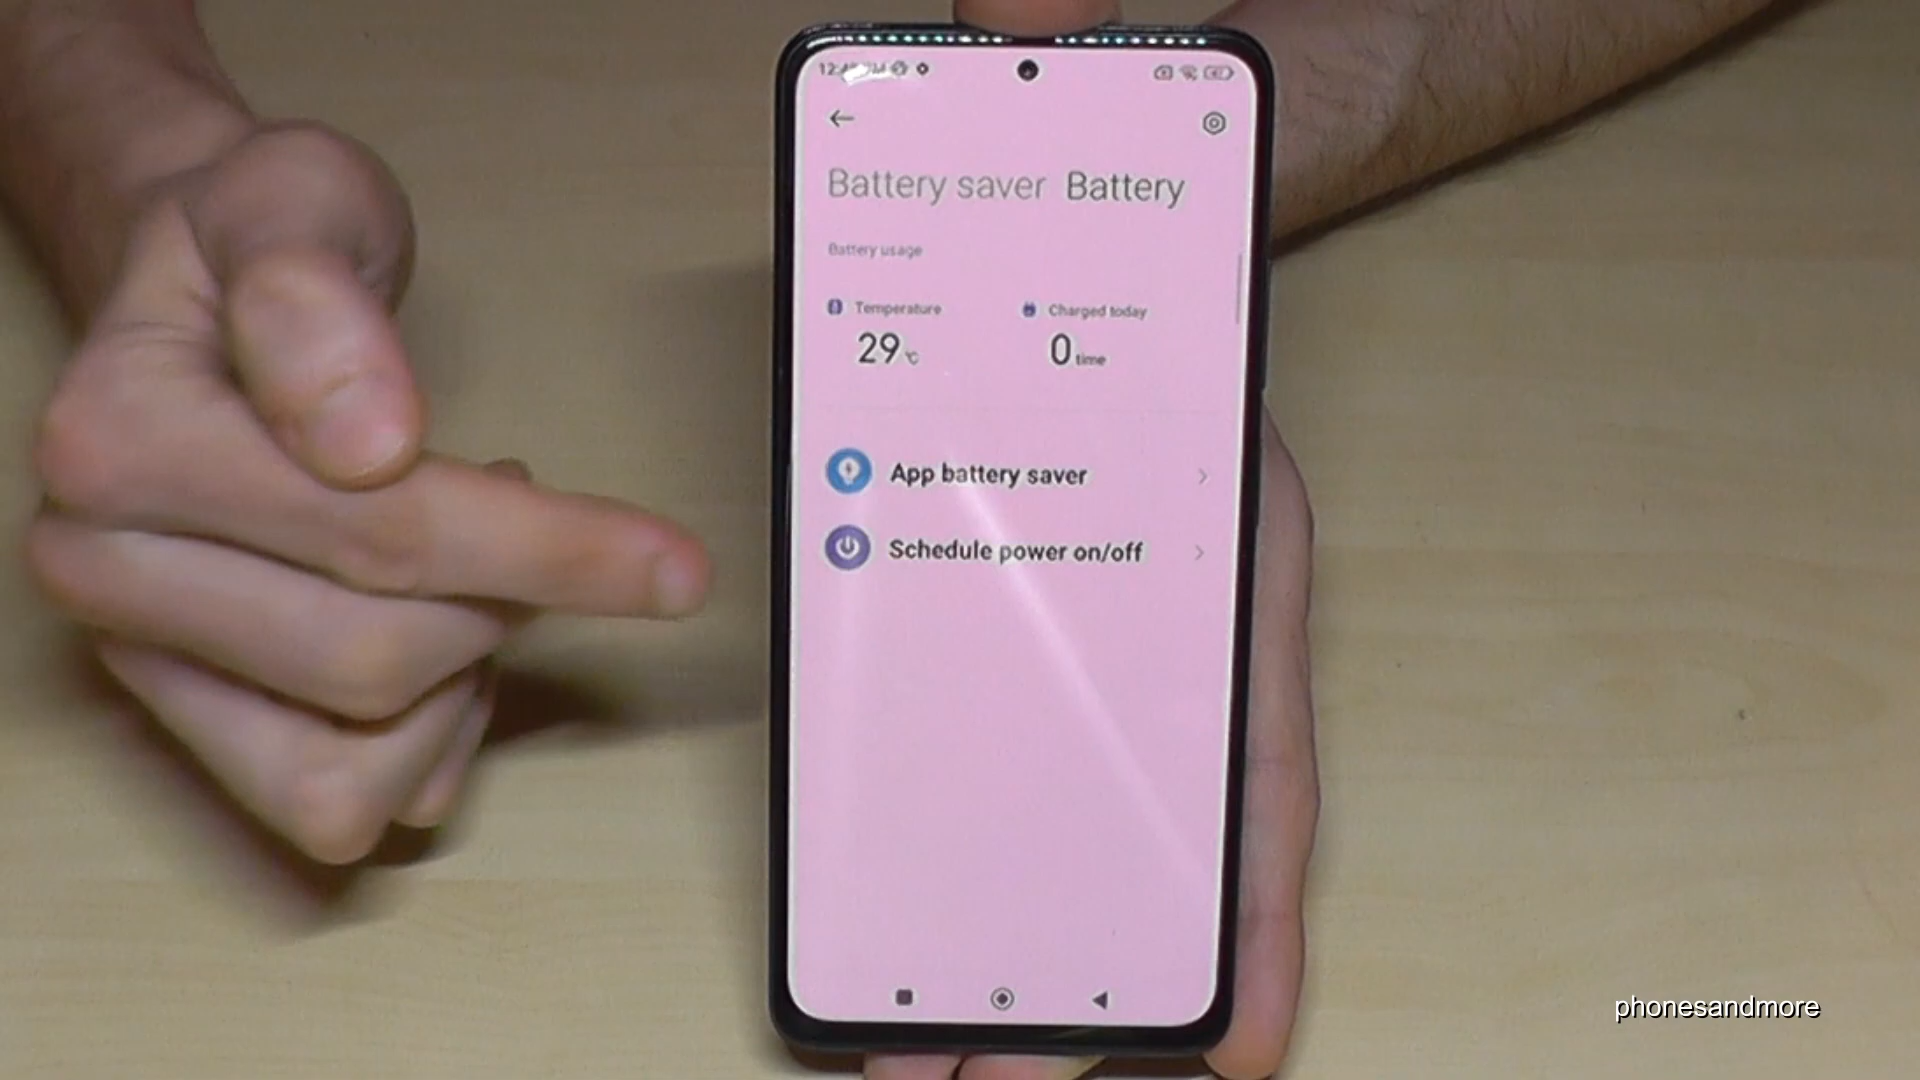 Battery saver Battery
Battery usage
Temperature Charged today
29 °C 0 time
App battery saver
Schedule power on/off
phonesandmore